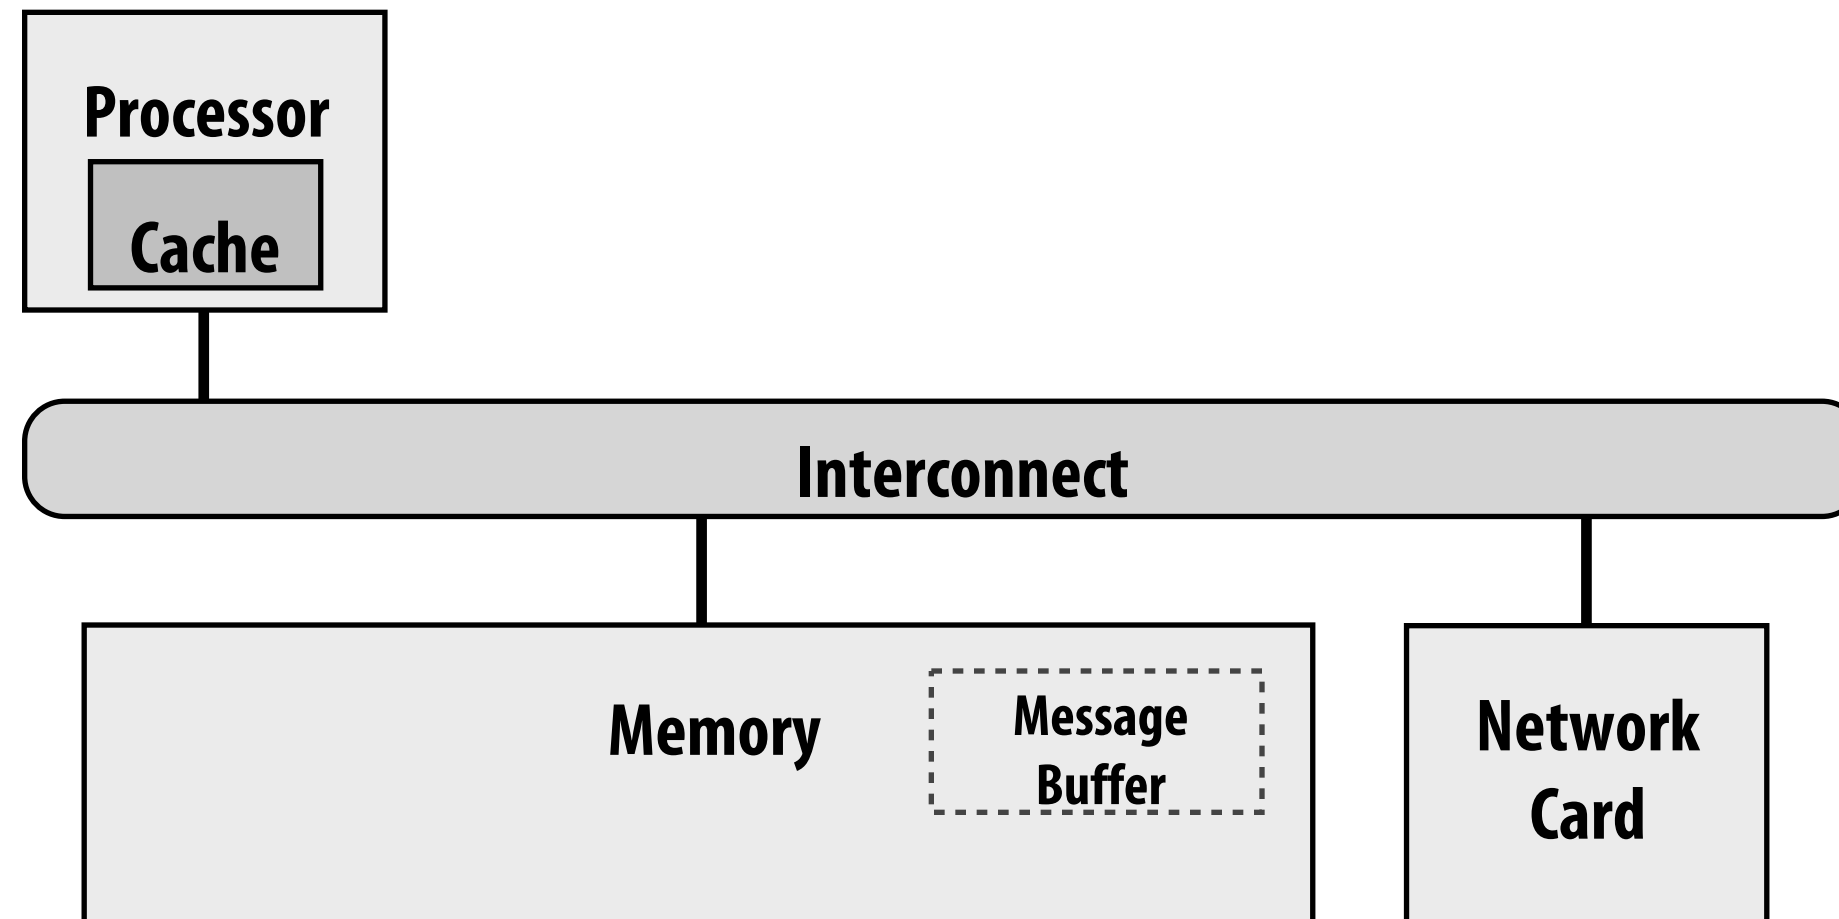 Processor
Cache
Interconnect
Memory
Message
Buffer
Network
Card